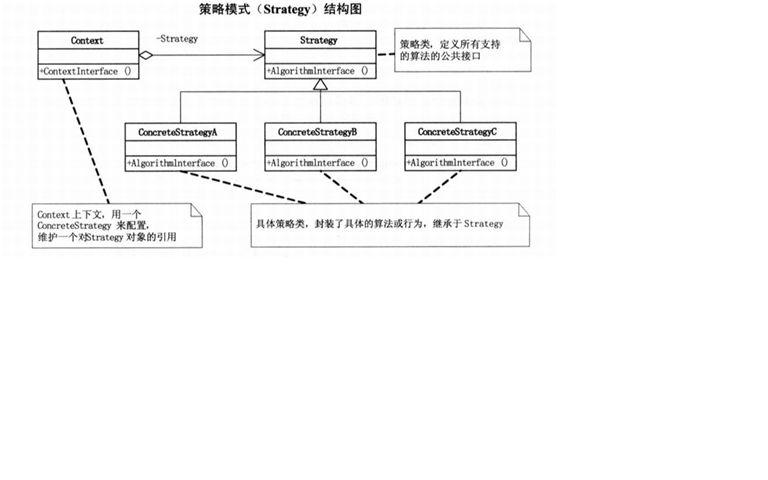 策略模式（Strategy）结构图
Context
+ContextInterface ()
-Strategy
Strategy
+AlgorithmInterface ()
策略类，定义所有支持
的算法的公共接口
ConcreteStrategyA
+AlgorithmInterface ()
ConcreteStrategyB
+AlgorithmInterface ()
ConcreteStrategyC
+AlgorithmInterface ()
Context 上下文，用一个
ConcreteStrategy 来配置，
维护一个对Strategy 对象的引用
具体策略类，封装了具体的算法或行为，继承于 Strategy